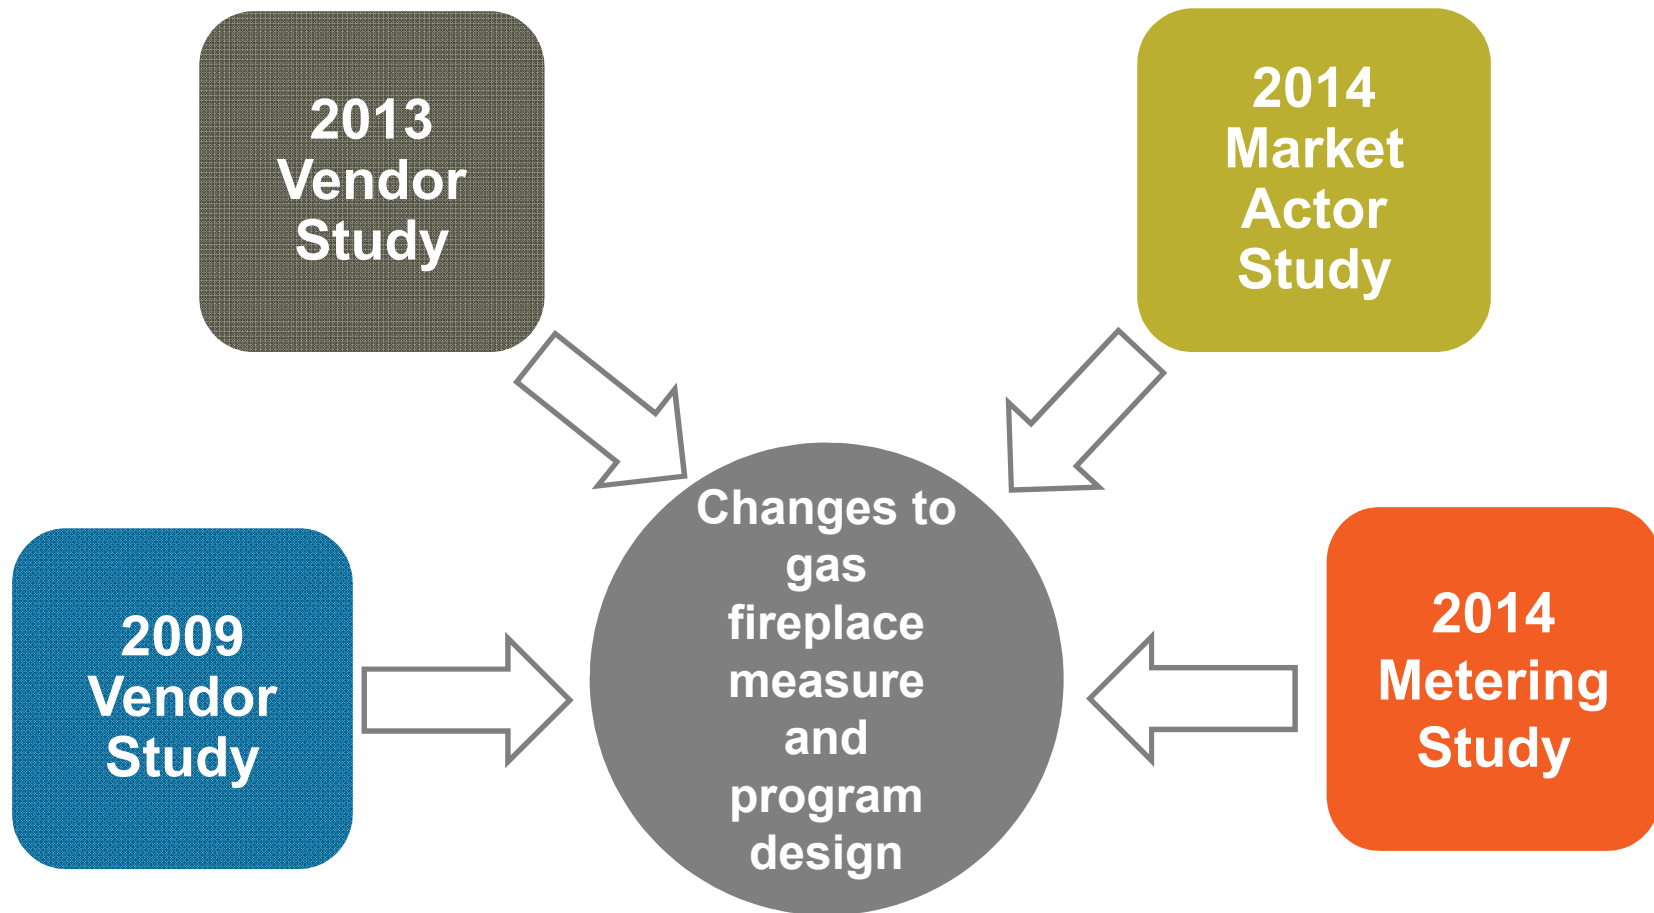 2013
Vendor
Study
2014
Market
Actor
Study
2009
Vendor
Study
Changes to
gas
fireplace
measure
and
program
design
2014
Metering
Study